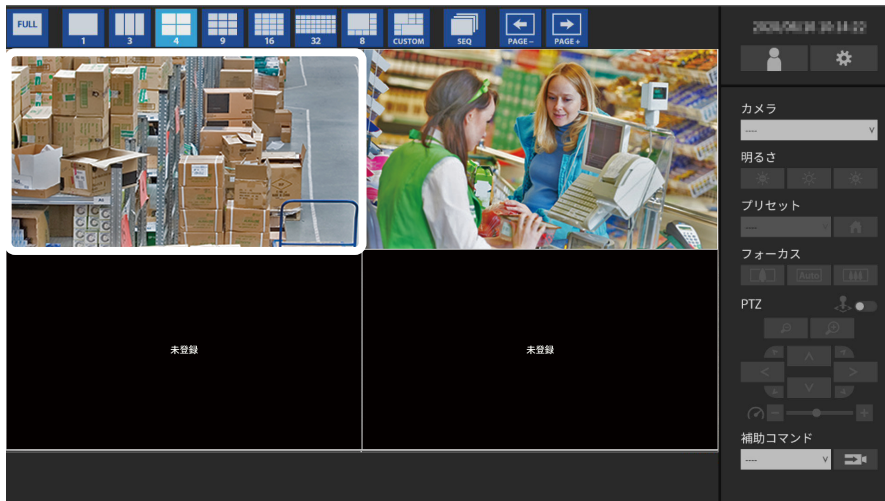 FULL
1
3
4
9
16
32
8
CUSTOM
SEQ
PAGE−
PAGE+
カメラ
----
明るさ
プリセット
----
フォーカス
Auto
PTZ
補助コマンド
----
未登録
未登録